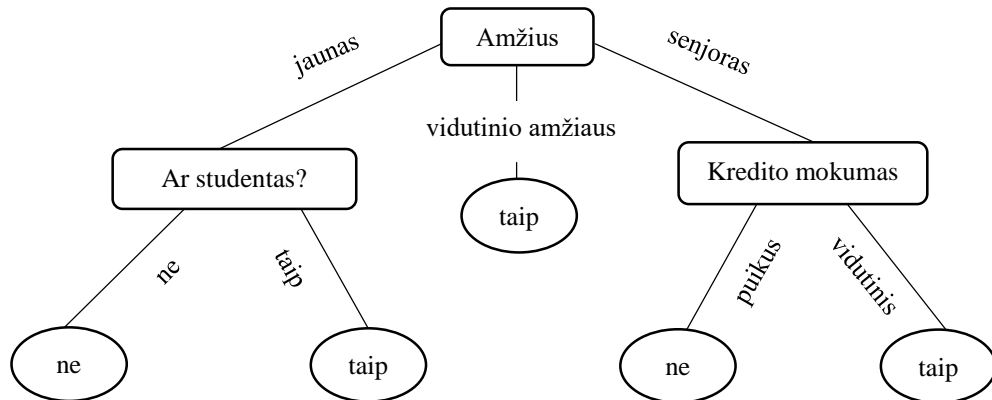 Amžius
jaunas
senjoras
vidutinio amžiaus
Ar studentas?
Kredito mokumas
taip
ne
taip
puikus
vidutinis
ne
taip
ne
taip